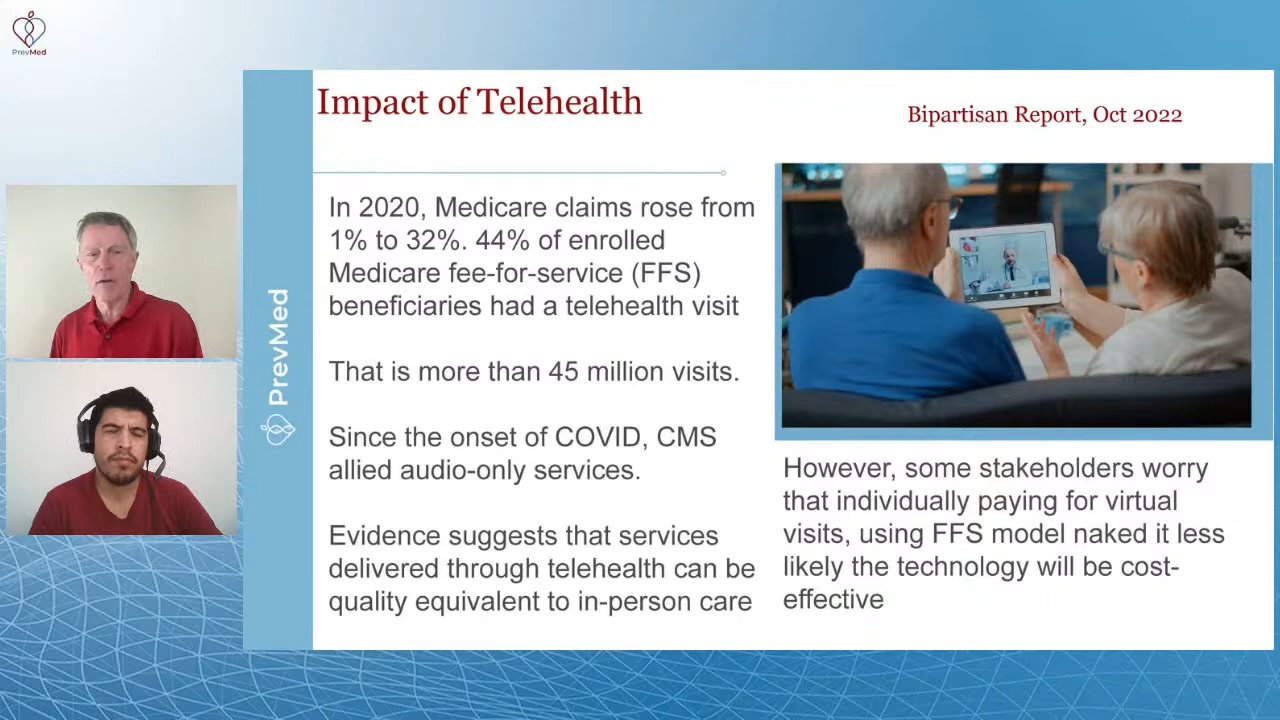 PrevMed
Impact of Telehealth
Bipartisan Report, Oct 2022
PrevMed
In 2020, Medicare claims rose from
1% to 32%. 44% of enrolled
Medicare fee-for-service (FFS)
beneficiaries had a telehealth visit
That is more than 45 million visits.
Since the onset of COVID, CMS
allied audio-only services.
Evidence suggests that services
delivered through telehealth can be
quality equivalent to in-person care
However, some stakeholders worry
that individually paying for virtual
visits, using FFS model naked it less
likely the technology will be cost-
effective